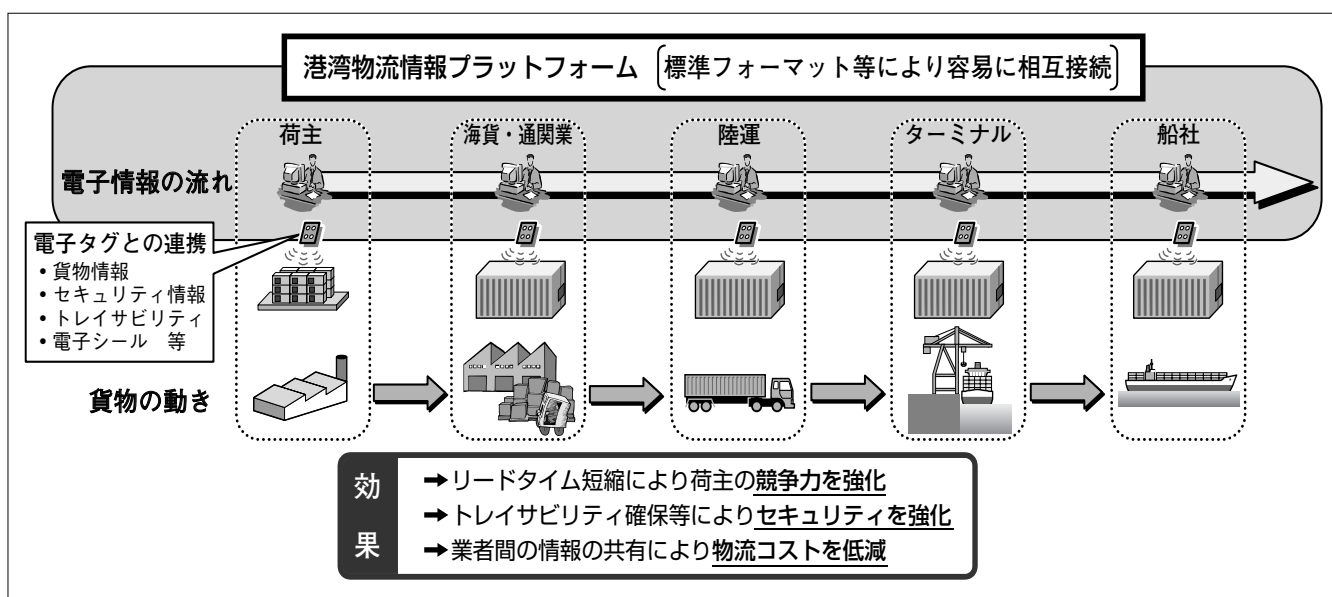 港湾物流情報プラットフォーム [標準フォーマット等により容易に相互接続]
荷主
海貨・通関業
陸運
ターミナル
船社
電子情報の流れ
電子タグとの連携
•貨物情報
•セキュリティ情報
•トレイサビリティ
•電子シール 等
貨物の動き
効果
➡リードタイム短縮により荷主の競争力を強化
➡トレイサビリティ確保等によりセキュリティを強化
➡業者間の情報の共有により物流コストを低減